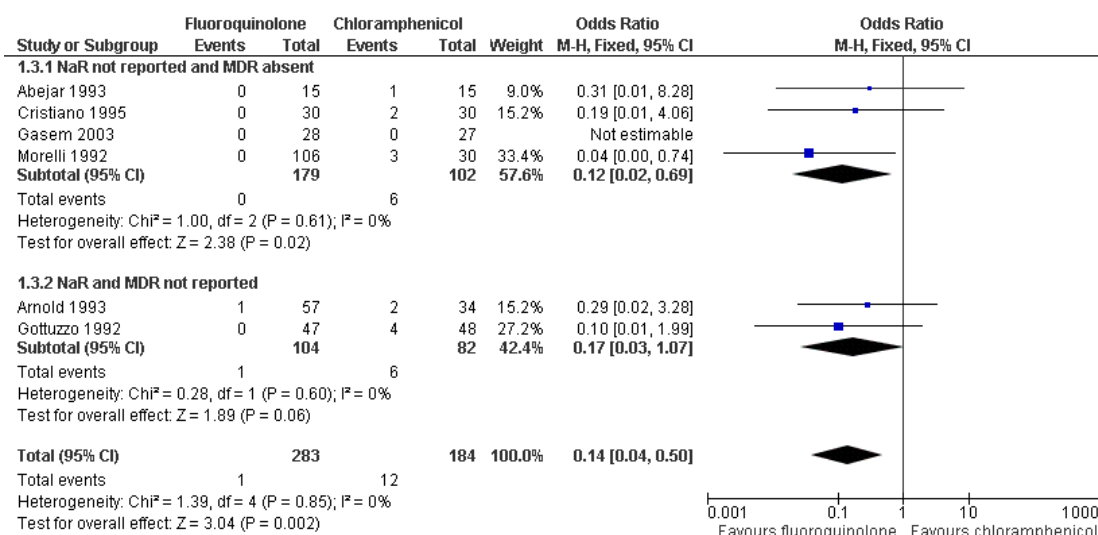 Fluoroquinolone Chloramphenicol Odds Ratio Odds Ratio
Study or Subgroup Events Total Events Total Weight M-H, Fixed, 95% CI M-H, Fixed, 95% CI
1.3.1 NaR not reported and MDR absent
Abejar 1993 0 15 1 15 9.0% 0.31 [0.01, 8.28]
Cristiano 1995 0 30 2 30 15.2% 0.19 [0.01, 4.06]
Gasem 2003 0 28 0 27 Not estimable
Morelli 1992 0 106 3 30 33.4% 0.04 [0.00, 0.74]
Subtotal (95% CI) 179 102 57.6% 0.12 [0.02, 0.69]
Total events 0 6
Heterogeneity: Chi² = 1.00, df = 2 (P = 0.61); I² = 0%
Test for overall effect: Z = 2.38 (P = 0.02)
1.3.2 NaR and MDR not reported
Arnold 1993 1 57 2 34 15.2% 0.29 [0.02, 3.28]
Gottuzzo 1992 0 47 4 48 27.2% 0.10 [0.01, 1.99]
Subtotal (95% CI) 104 82 42.4% 0.17 [0.03, 1.07]
Total events 1 6
Heterogeneity: Chi² = 0.28, df = 1 (P = 0.60); I² = 0%
Test for overall effect: Z = 1.89 (P = 0.06)
Total (95% CI) 283 184 100.0% 0.14 [0.04, 0.50]
Total events 1 12
Heterogeneity: Chi² = 1.39, df = 4 (P = 0.85); I² = 0%
Test for overall effect: Z = 3.04 (P = 0.002)
0.001 0.1 1 10 1000
Favours fluoroquinolone Favours chloramphenicol